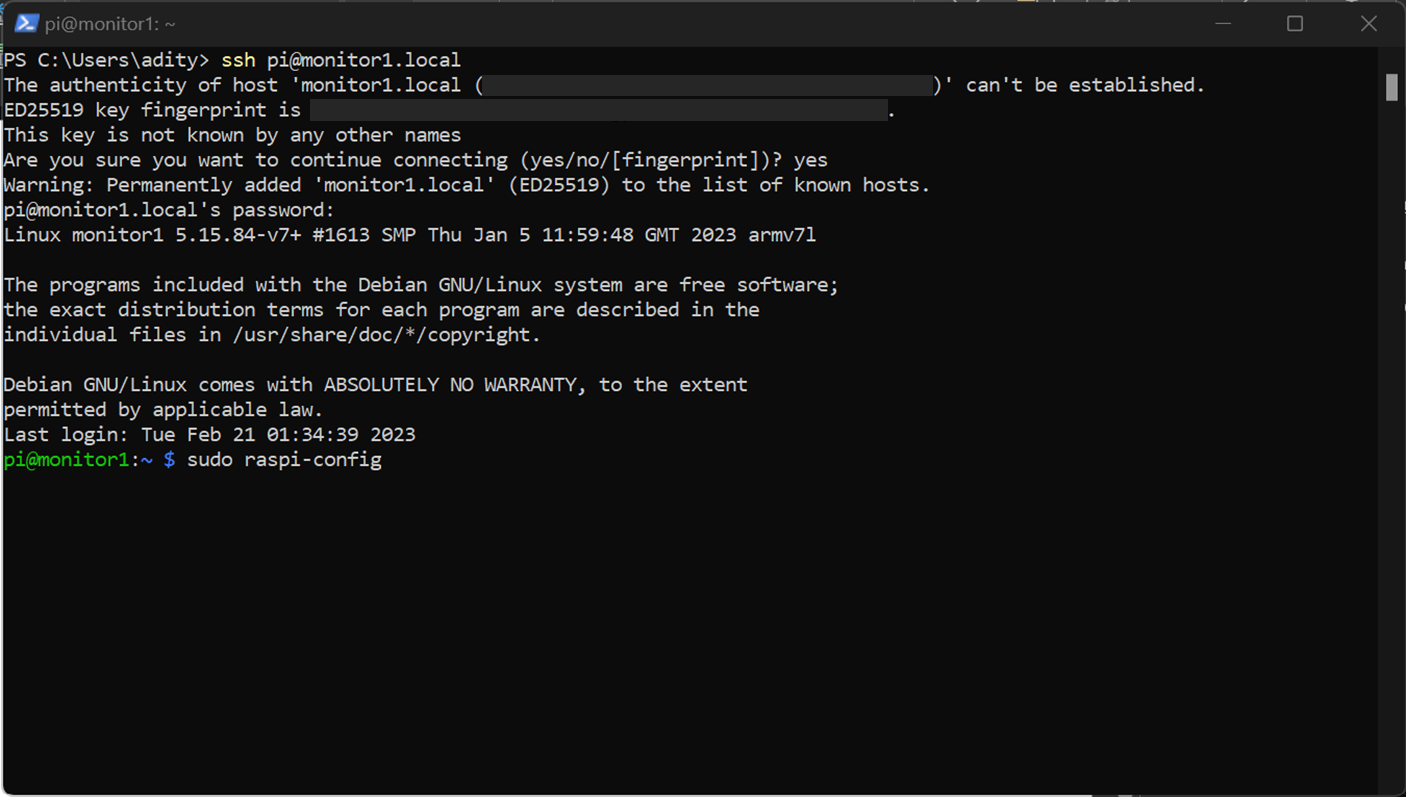 pi@monitor1: ~
PS C:\Users\adity> ssh pi@monitor1.local
The authenticity of host 'monitor1.local ( )' can't be established.
ED25519 key fingerprint is .
This key is not known by any other names
Are you sure you want to continue connecting (yes/no/[fingerprint])? yes
Warning: Permanently added 'monitor1.local' (ED25519) to the list of known hosts.
pi@monitor1.local's password:
Linux monitor1 5.15.84-v7+ #1613 SMP Thu Jan 5 11:59:48 GMT 2023 armv7l
The programs included with the Debian GNU/Linux system are free software;
the exact distribution terms for each program are described in the
individual files in /usr/share/doc/*/copyright.
Debian GNU/Linux comes with ABSOLUTELY NO WARRANTY, to the extent
permitted by applicable law.
Last login: Tue Feb 21 01:34:39 2023
pi@monitor1:~ $ sudo raspi-config